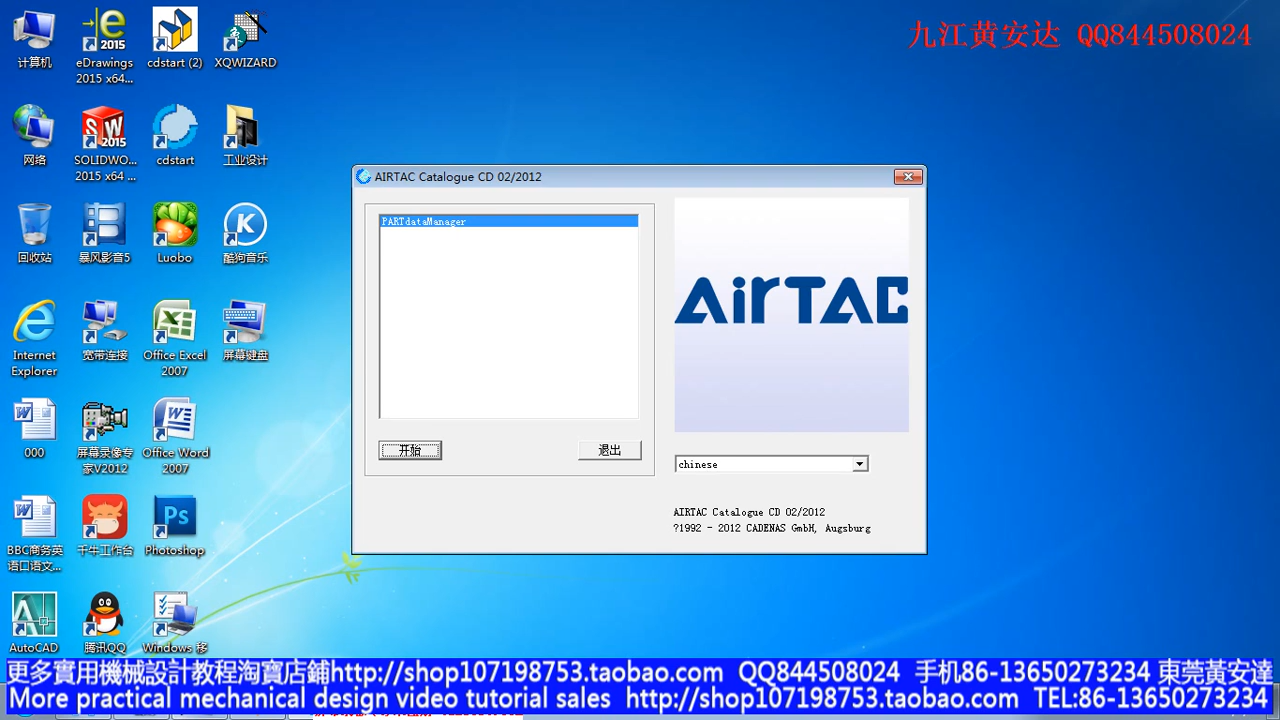 九江黄安达 QQ844508024
计算机
eDrawings
2015 x64...
cdstart (2)
XQWIZARD
网络
SOLIDWO...
2015 x64 ...
cdstart
工业设计
回收站
暴风影音5
Luobo
酷狗音乐
Internet
Explorer
宽带连接
Office Excel
2007
屏幕键盘
000
屏幕录像专
家V2012
Office Word
2007
BBC商务英
语口语文...
千牛工作台
Photoshop
AutoCAD
腾讯QQ
Windows 移
AIRTAC Catalogue CD 02/2012
PARTdataManager
开始
退出
AirTAC
chinese
AIRTAC Catalogue CD 02/2012
?1992 - 2012 CADENAS GmbH, Augsburg
更多實用機械設計教程淘寶店鋪http://shop107198753.taobao.com QQ844508024 手机86-13650273234 東莞黃安達
More practical mechanical design video tutorial sales http://shop107198753.taobao.com TEL:86-13650273234